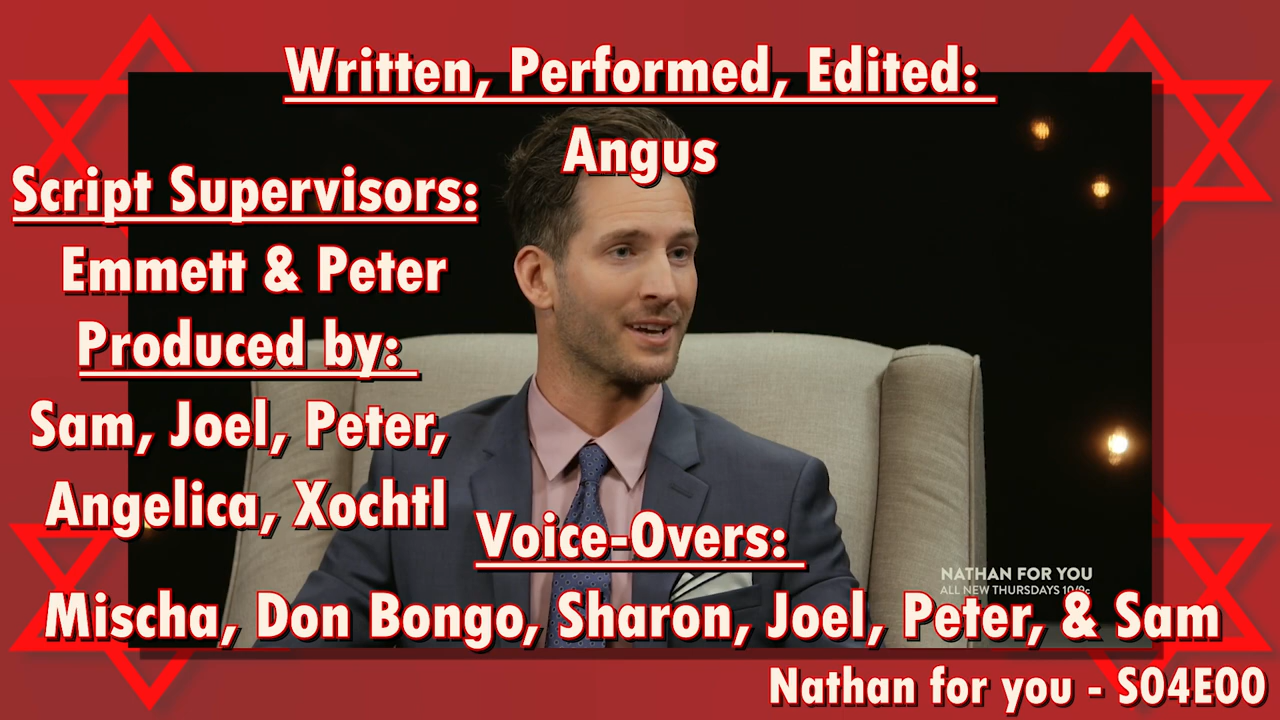 Written, Performed, Edited:
Angus
Script Supervisors:
Emmett & Peter
Produced by:
Sam, Joel, Peter,
Angelica, Xochtl
Voice-Overs:
NATHAN FOR YOU
ALL NEW THURSDAYS 10/9c
Mischa, Don Bongo, Sharon, Joel, Peter, & Sam
Nathan for you - S04E00